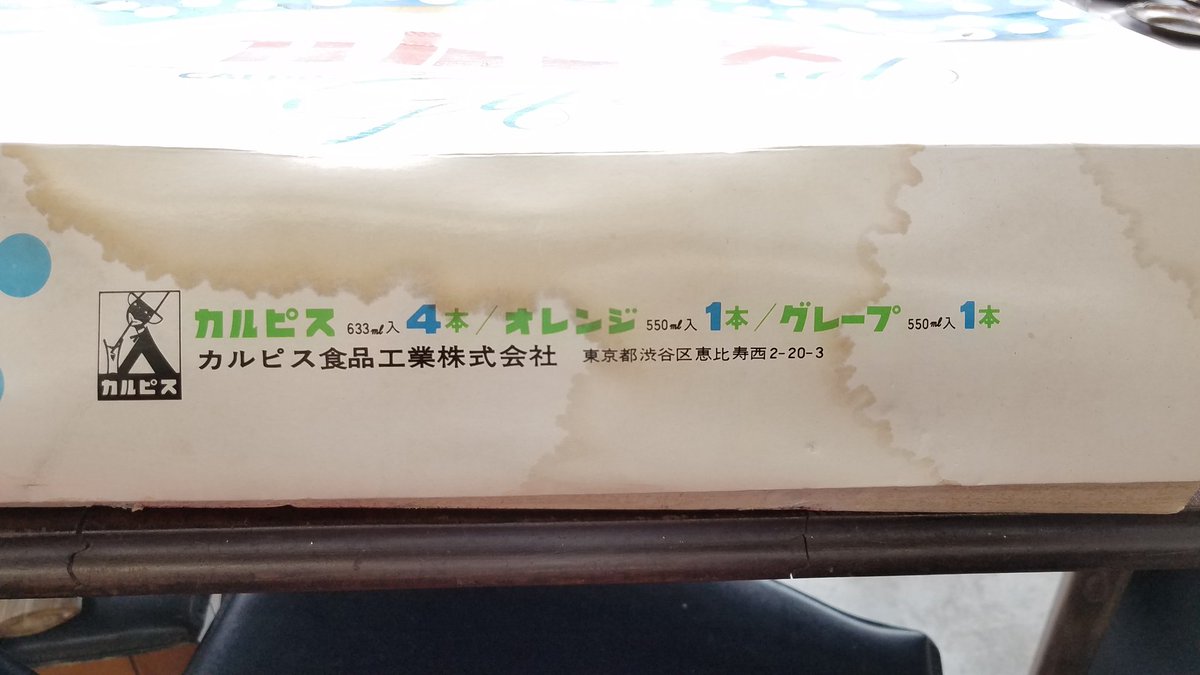 カルピス 633ml入 4本/オレンジ 550ml入 1本/グレープ 550ml入 1本
カルピス食品工業株式会社 東京都渋谷区恵比寿西2-20-3
カルピス